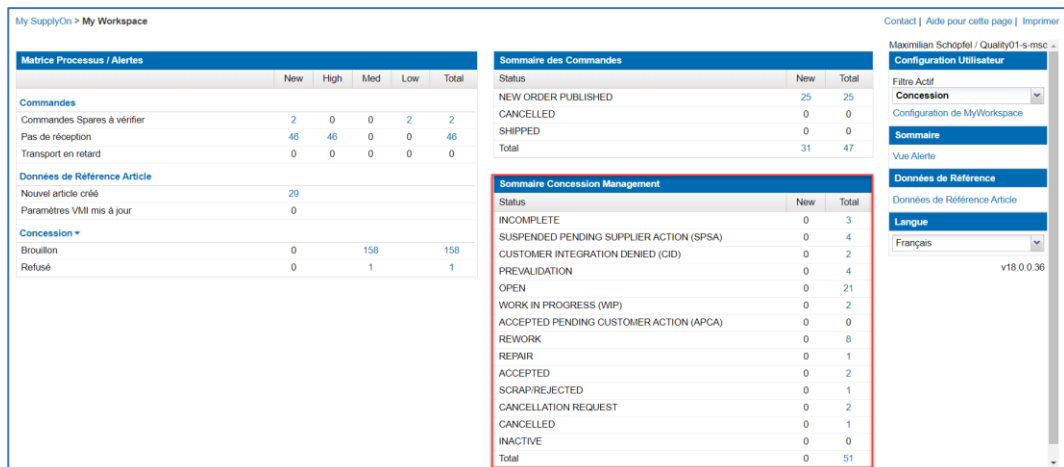 My SupplyOn > My Workspace
Contact | Aide pour cette page | Imprimer
Maximilian Schöpfel / Quality01-s-msc
Matrice Processus / Alertes
New High Med Low Total
Commandes
Commandes Spares à vérifier 2 0 0 2 2
Pas de réception 46 46 0 0 46
Transport en retard 0 0 0 0 0
Données de Référence Article
Nouvel article créé 29
Paramètres VMI mis à jour 0
Concession
Brouillon 0 158 158
Refusé 0 1 1
Sommaire des Commandes
Status New Total
NEW ORDER PUBLISHED 25 25
CANCELLED 0 0
SHIPPED 0 0
Total 31 47
Sommaire Concession Management
Status New Total
INCOMPLETE 0 3
SUSPENDED PENDING SUPPLIER ACTION (SPSA) 0 4
CUSTOMER INTEGRATION DENIED (CID) 0 2
PREVALIDATION 0 4
OPEN 0 21
WORK IN PROGRESS (WIP) 0 2
ACCEPTED PENDING CUSTOMER ACTION (APCA) 0 0
REWORK 0 8
REPAIR 0 1
ACCEPTED 0 2
SCRAP/REJECTED 0 1
CANCELLATION REQUEST 0 2
CANCELLED 0 1
INACTIVE 0 0
Total 0 51
Configuration Utilisateur
Filtre Actif
Concession
Configuration de MyWorkspace
Sommaire
Vue Alerte
Données de Référence
Données de Référence Article
Langue
Français
v18.0.0.36